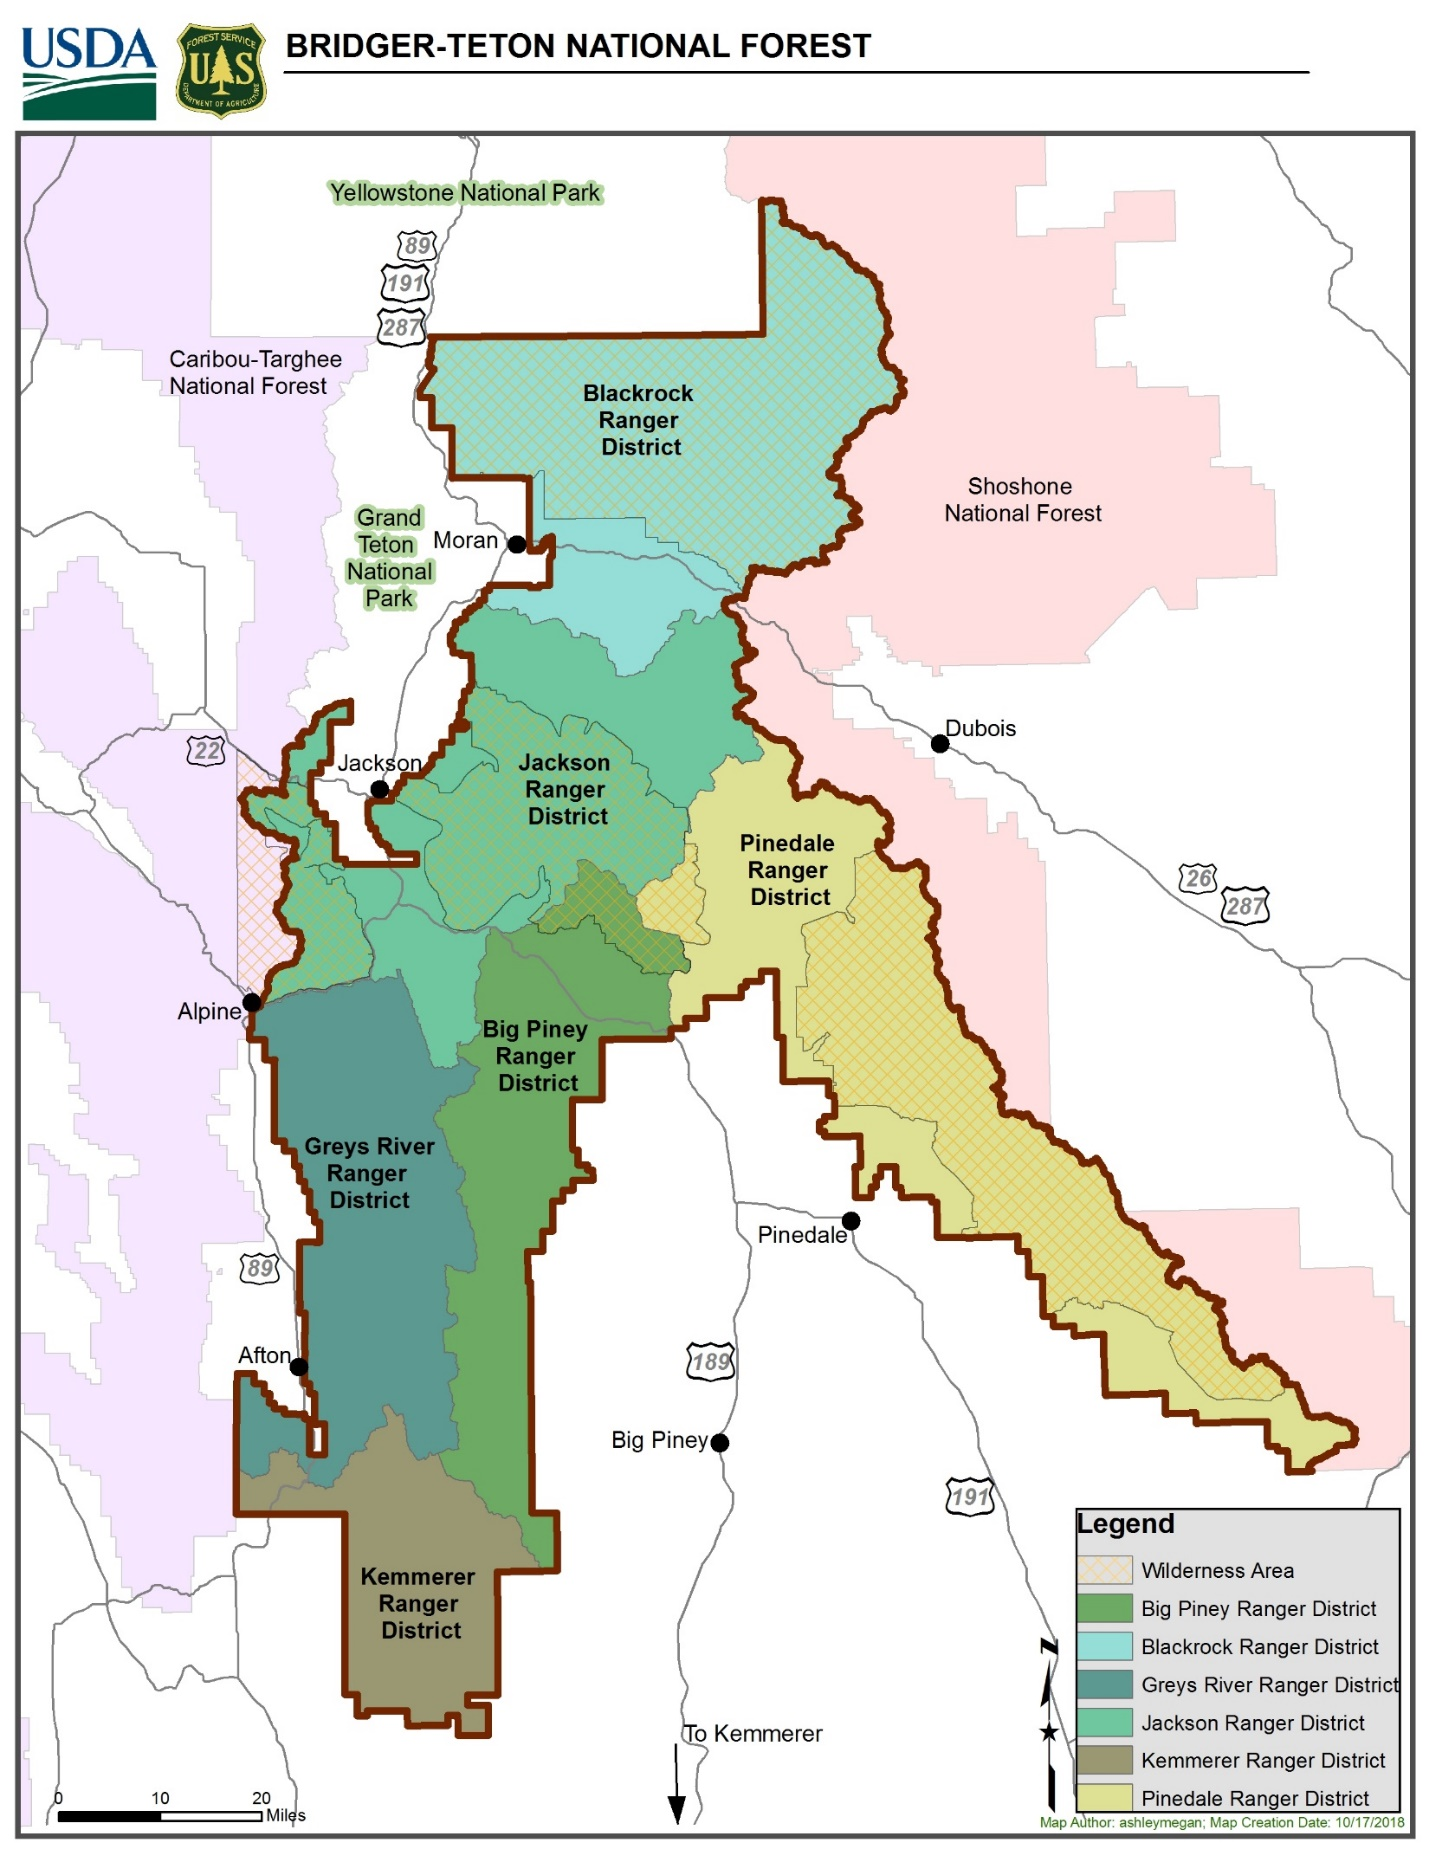 USDA
FOREST SERVICE
UAS
DEPARTMENT OF AGRICULTURE
BRIDGER-TETON NATIONAL FOREST
Yellowstone National Park
89
191
287
Caribou-Targhee
National Forest
Blackrock
Ranger
District
Shoshone
National Forest
Grand
Teton
National
Park
Moran
22
Jackson
Dubois
Jackson
Ranger
District
Pinedale
Ranger
District
26
287
Alpine
Big Piney
Ranger
District
Greys River
Ranger
District
Pinedale
89
Afton
189
Big Piney
191
Kemmerer
Ranger
District
To Kemmerer
N
0 10 20
Miles
Legend
Wilderness Area
Big Piney Ranger District
Blackrock Ranger District
Greys River Ranger District
Jackson Ranger District
Kemmerer Ranger District
Pinedale Ranger District
Map Author: ashleymegan; Map Creation Date: 10/17/2018